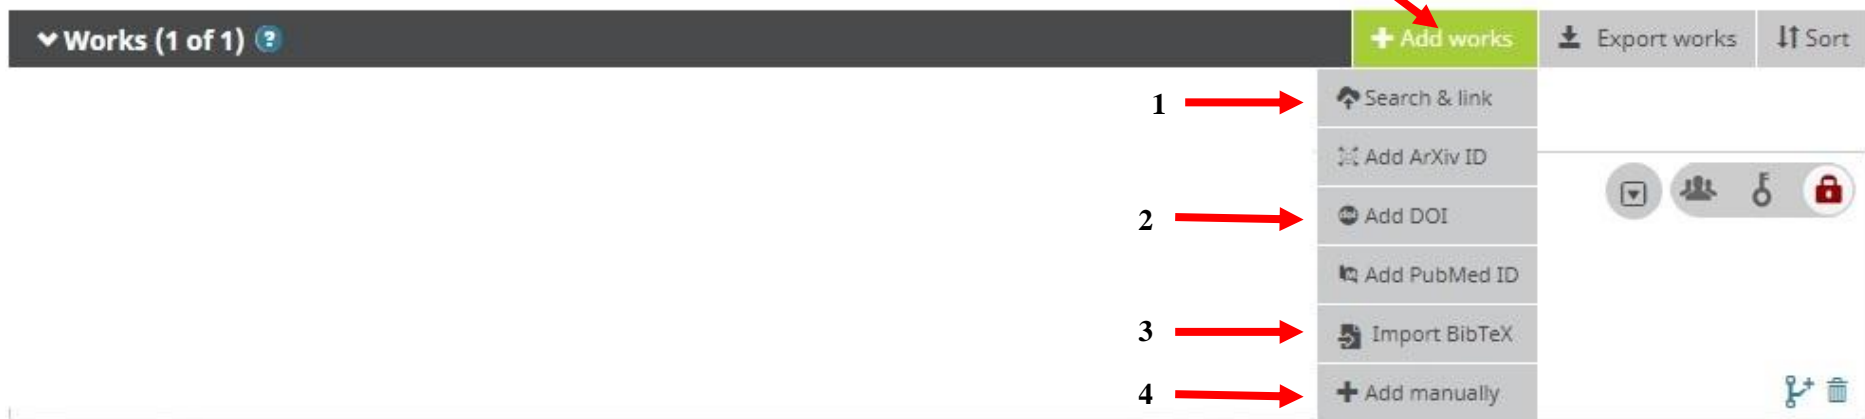 Works (1 of 1) ?
Add works
Export works
Sort
1
Search & link
Add ArXiv ID
2
Add DOI
Add PubMed ID
3
Import BibTeX
4
Add manually